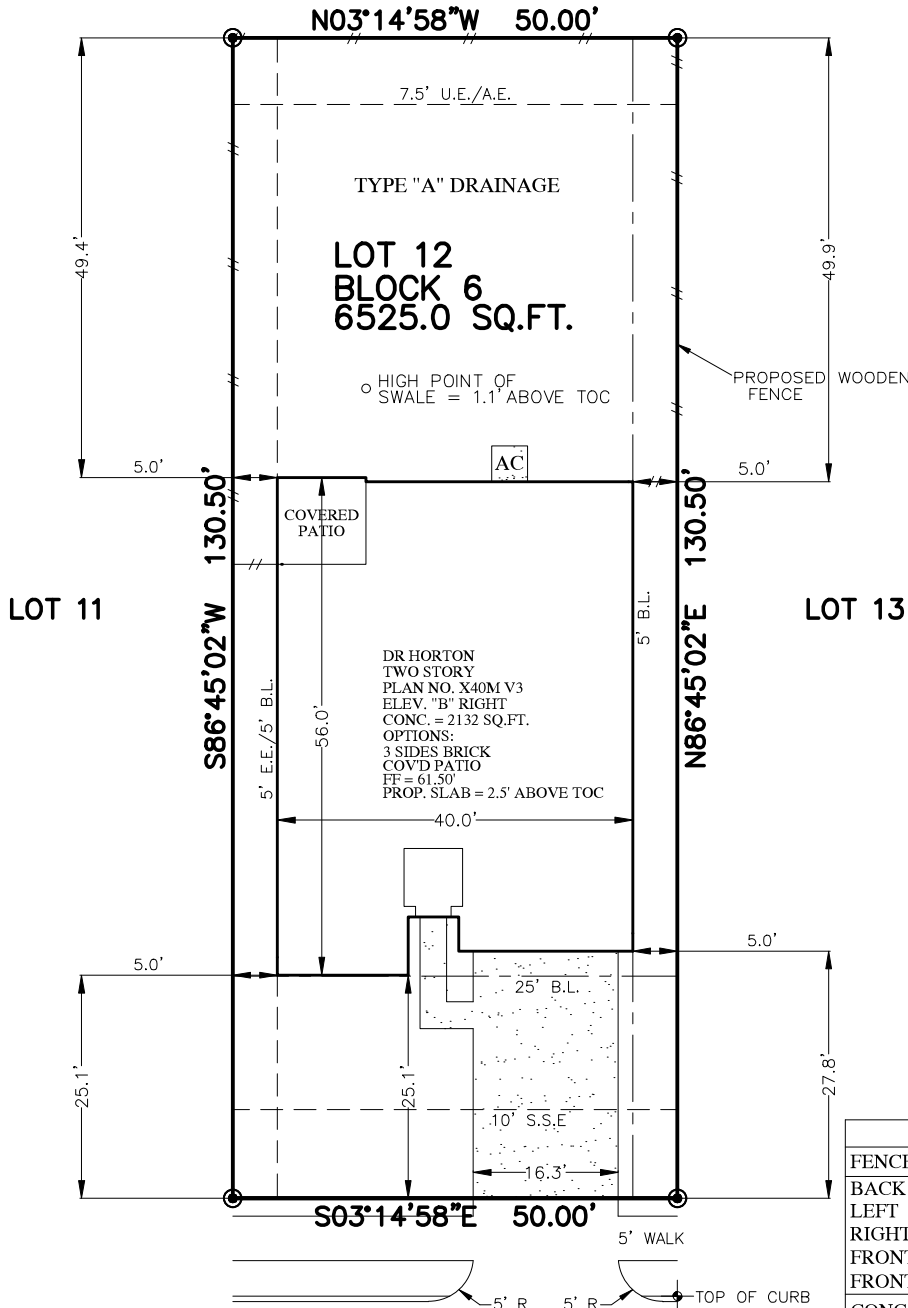 N03°14'58"W 50.00'
7.5' U.E./A.E.
TYPE "A" DRAINAGE
49.4'
49.9'
LOT 12
BLOCK 6
6525.0 SQ.FT.
HIGH POINT OF
SWALE = 1.1' ABOVE TOC
PROPOSED WOODEN
FENCE
AC
5.0'
5.0'
COVERED
PATIO
S86°45'02"W 130.50'
N86°45'02"E 130.50'
LOT 11
LOT 13
5' B.L.
5' E.E./5' B.L.
56.0'
DR HORTON
TWO STORY
PLAN NO. X40M V3
ELEV. "B" RIGHT
CONC. = 2132 SQ.FT.
OPTIONS:
3 SIDES BRICK
COV'D PATIO
FF = 61.50'
PROP. SLAB = 2.5' ABOVE TOC
40.0'
5.0'
5.0'
25' B.L.
25.1'
25.1'
27.8'
10' S.S.E
16.3'
S03°14'58"E 50.00'
5' WALK
5' R
5' R
TOP OF CURB
FENCE
BACK
LEFT
RIGHT
FRONT
FRONT